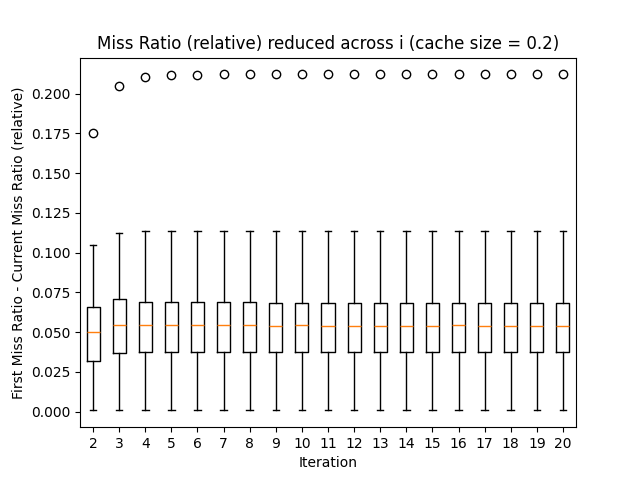 Miss Ratio (relative) reduced across i (cache size = 0.2)
First Miss Ratio - Current Miss Ratio (relative)
0.200
0.175
0.150
0.125
0.100
0.075
0.050
0.025
0.000
2 3 4 5 6 7 8 9 10 11 12 13 14 15 16 17 18 19 20
Iteration